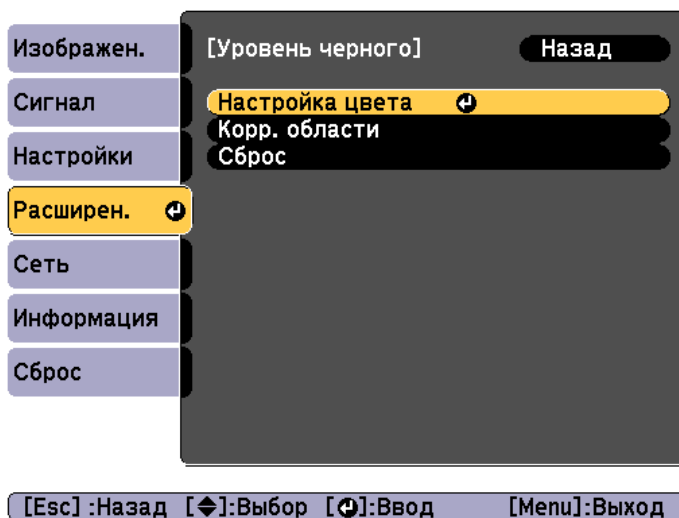 Изображен.
Сигнал
Настройки
Расширен.
Сеть
Информация
Сброс
[Уровень черного] Назад
Настройка цвета
Корр. области
Сброс
[Esc] :Назад []:Выбор []:Ввод [Menu]:Выход